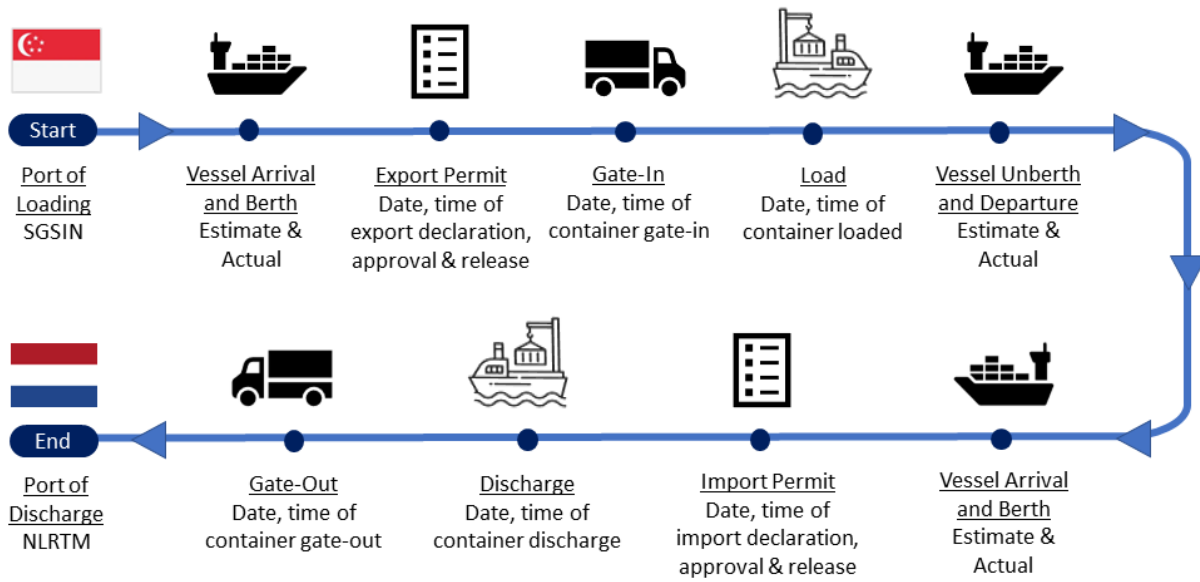 Start
Port of
Loading
SGSIN
Vessel Arrival
and Berth
Estimate &
Actual
Export Permit
Date, time of
export declaration,
approval & release
Gate-In
Date, time of
container gate-in
Load
Date, time of
container loaded
Vessel Unberth
and Departure
Estimate &
Actual
Vessel Arrival
and Berth
Estimate &
Actual
Import Permit
Date, time of
import declaration,
approval & release
Discharge
Date, time of
container discharge
Gate-Out
Date, time of
container gate-out
End
Port of
Discharge
NLRTM